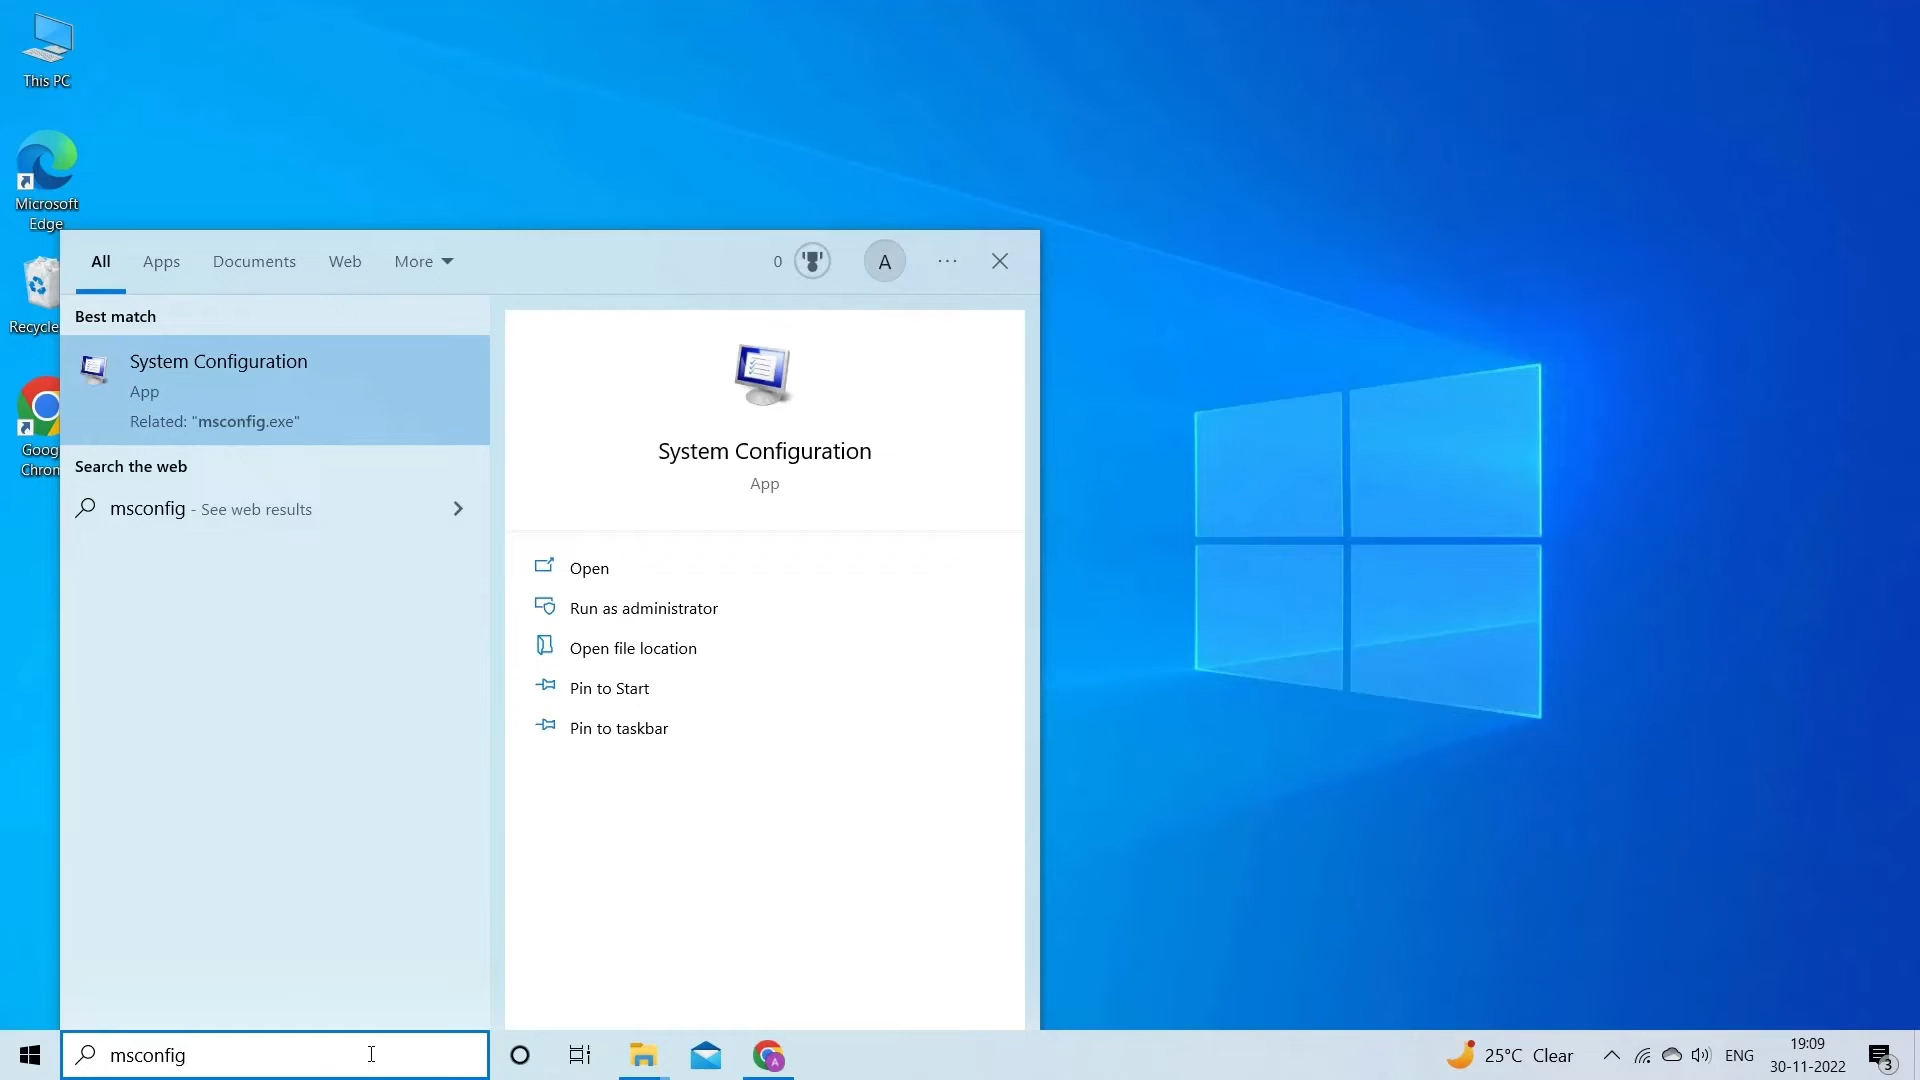 This PC
Microsoft
Edge
Recycle
Goog
Chrom
All
Apps
Documents
Web
More
0
A
Best match
System Configuration
App
Related: "msconfig.exe"
Search the web
msconfig - See web results
System Configuration
App
Open
Run as administrator
Open file location
Pin to Start
Pin to taskbar
msconfig
A
25°C Clear
ENG
19:09
30-11-2022
3